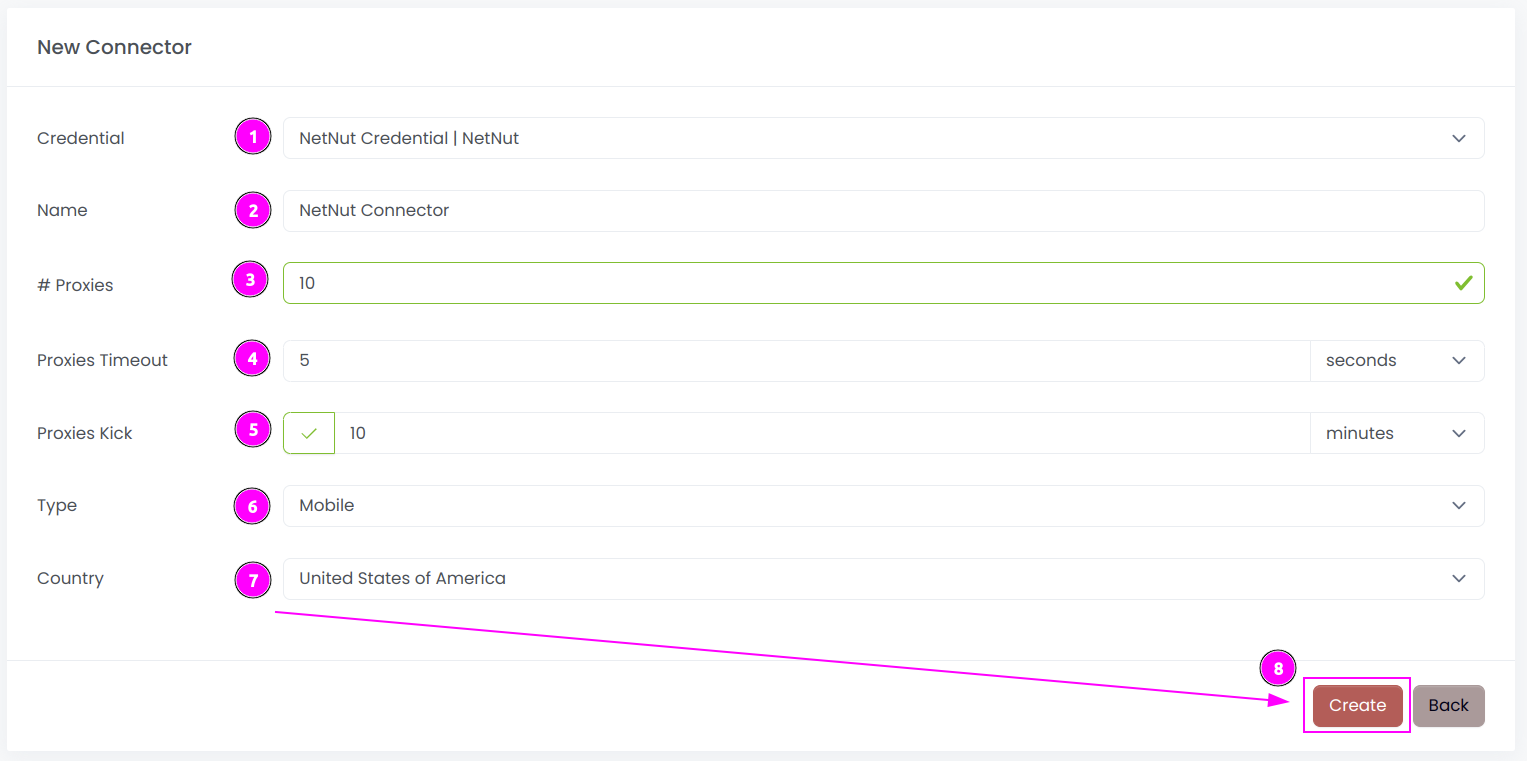 New Connector
Credential 1 NetNut Credential | NetNut
Name 2 NetNut Connector
# Proxies 3 10
Proxies Timeout 4 5 seconds
Proxies Kick 5 10 minutes
Type 6 Mobile
Country 7 United States of America
8
Create Back